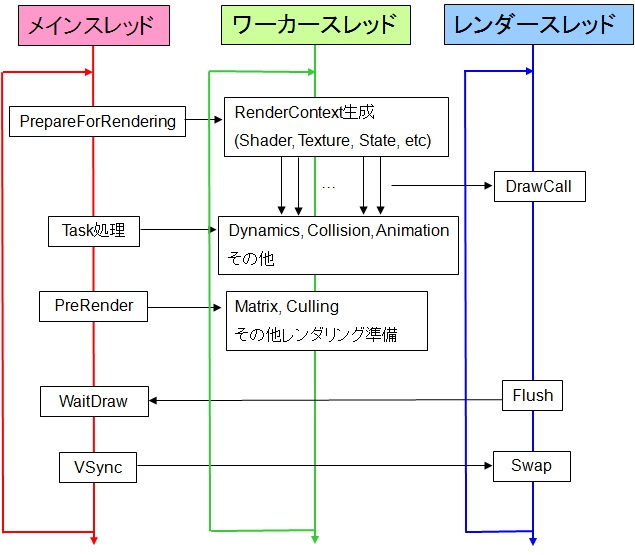 メインスレッド
ワーカースレッド
レンダースレッド
PrepareForRendering
RenderContext生成
(Shader, Texture, State, etc)
...
DrawCall
Task処理
Dynamics, Collision, Animation
その他
PreRender
Matrix, Culling
その他レンダリング準備
WaitDraw
Flush
VSync
Swap